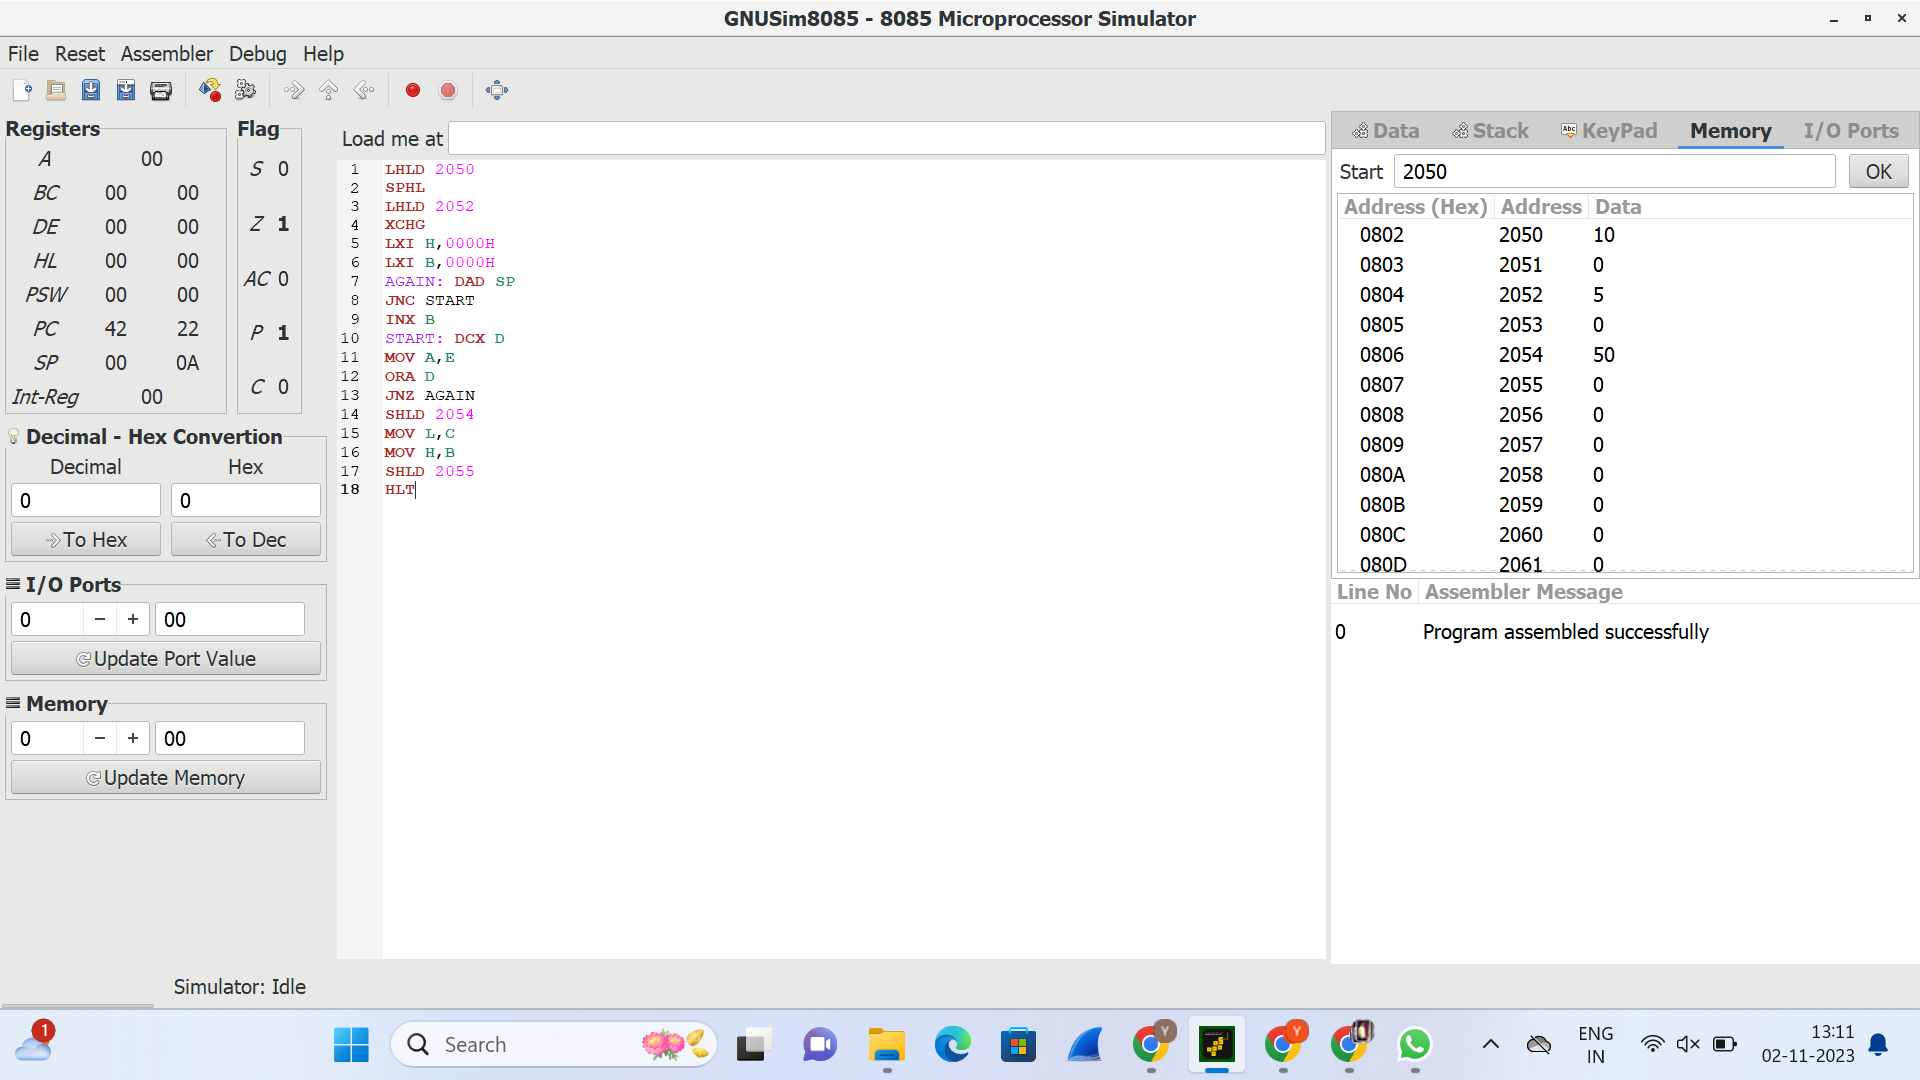 GNUSim8085 - 8085 Microprocessor Simulator
File Reset Assembler Debug Help
Registers
A 00
BC 00 00
DE 00 00
HL 00 00
PSW 00 00
PC 42 22
SP 00 0A
Int-Reg 00
Flag
S 0
Z 1
AC 0
P 1
C 0
Decimal - Hex Convertion
Decimal Hex
0 0
To Hex To Dec
I/O Ports
0 − + 00
Update Port Value
Memory
0 − + 00
Update Memory
Load me at
1 LHLD 2050
2 SPHL
3 LHLD 2052
4 XCHG
5 LXI H,0000H
6 LXI B,0000H
7 AGAIN: DAD SP
8 JNC START
9 INX B
10 START: DCX D
11 MOV A,E
12 ORA D
13 JNZ AGAIN
14 SHLD 2054
15 MOV L,C
16 MOV H,B
17 SHLD 2055
18 HLT
Data Stack Abc KeyPad Memory I/O Ports
Start 2050 OK
Address (Hex) Address Data
0802 2050 10
0803 2051 0
0804 2052 5
0805 2053 0
0806 2054 50
0807 2055 0
0808 2056 0
0809 2057 0
080A 2058 0
080B 2059 0
080C 2060 0
080D 2061 0
Line No Assembler Message
0 Program assembled successfully
Simulator: Idle
1
Search
Y
Y
ENG
IN
13:11
02-11-2023